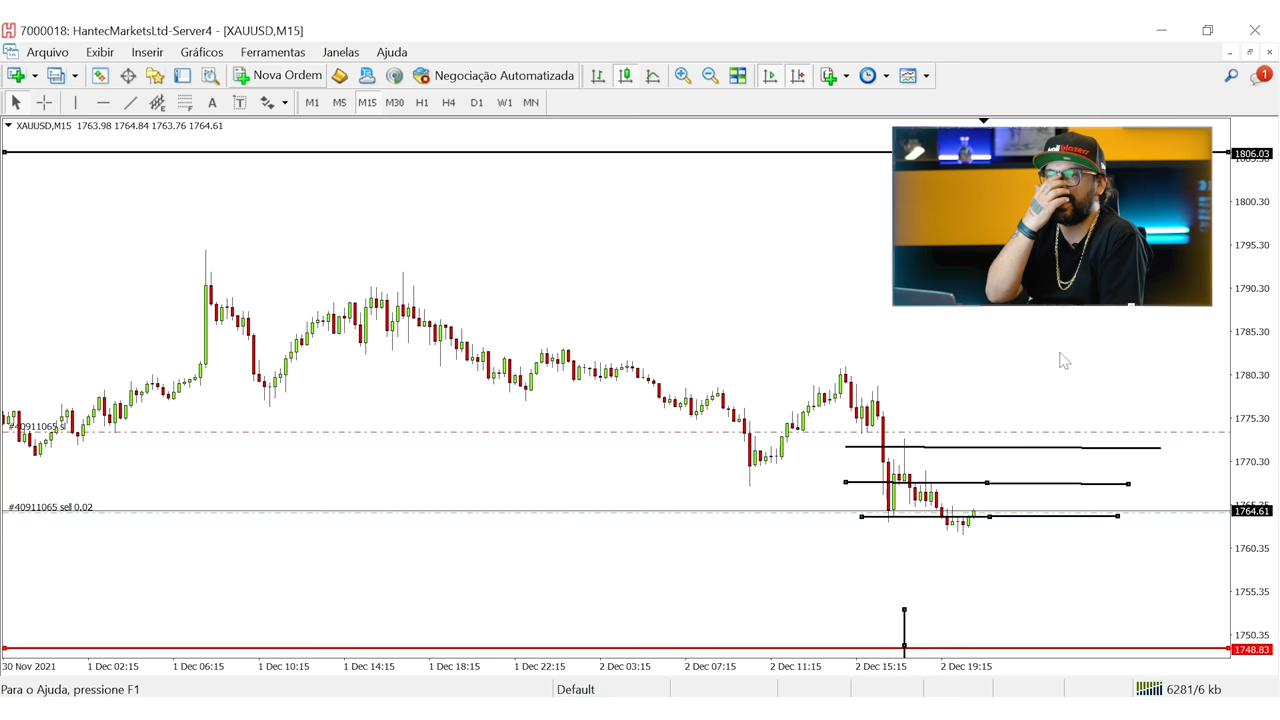 7000018: HantecMarketsLtd-Server4 - [XAUUSD,M15]
Arquivo Exibir Inserir Gráficos Ferramentas Janelas Ajuda
Nova Ordem Negociação Automatizada 1
A T M1 M5 M15 M30 H1 H4 D1 W1 MN
XAUUSD,M15 1763.98 1764.84 1763.76 1764.61
1806.03
1800.30
1795.30
1790.30
1785.30
1780.30
1775.30
#40911065 sl
1770.30
#40911065 sell 0.02
1764.61
1760.35
1755.35
1750.35
1748.83
30 Nov 2021 1 Dec 02:15 1 Dec 06:15 1 Dec 10:15 1 Dec 14:15 1 Dec 18:15 1 Dec 22:15 2 Dec 03:15 2 Dec 07:15 2 Dec 11:15 2 Dec 15:15 2 Dec 19:15
Para o Ajuda, pressione F1 Default 6281/6 kb